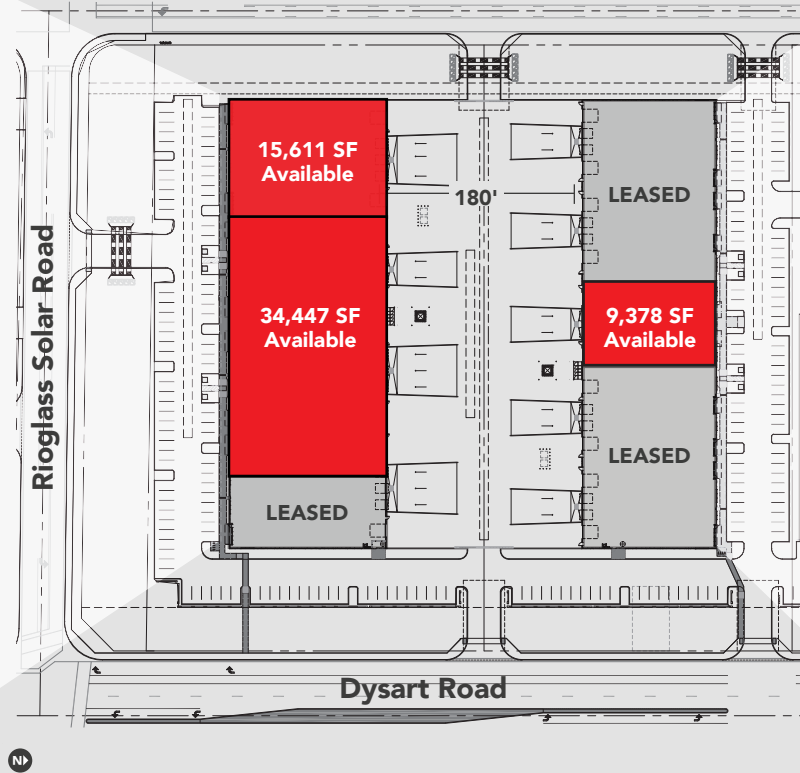 15,611 SF
Available
180'
LEASED
34,447 SF
Available
9,378 SF
Available
LEASED
LEASED
Rioglass Solar Road
Dysart Road
N